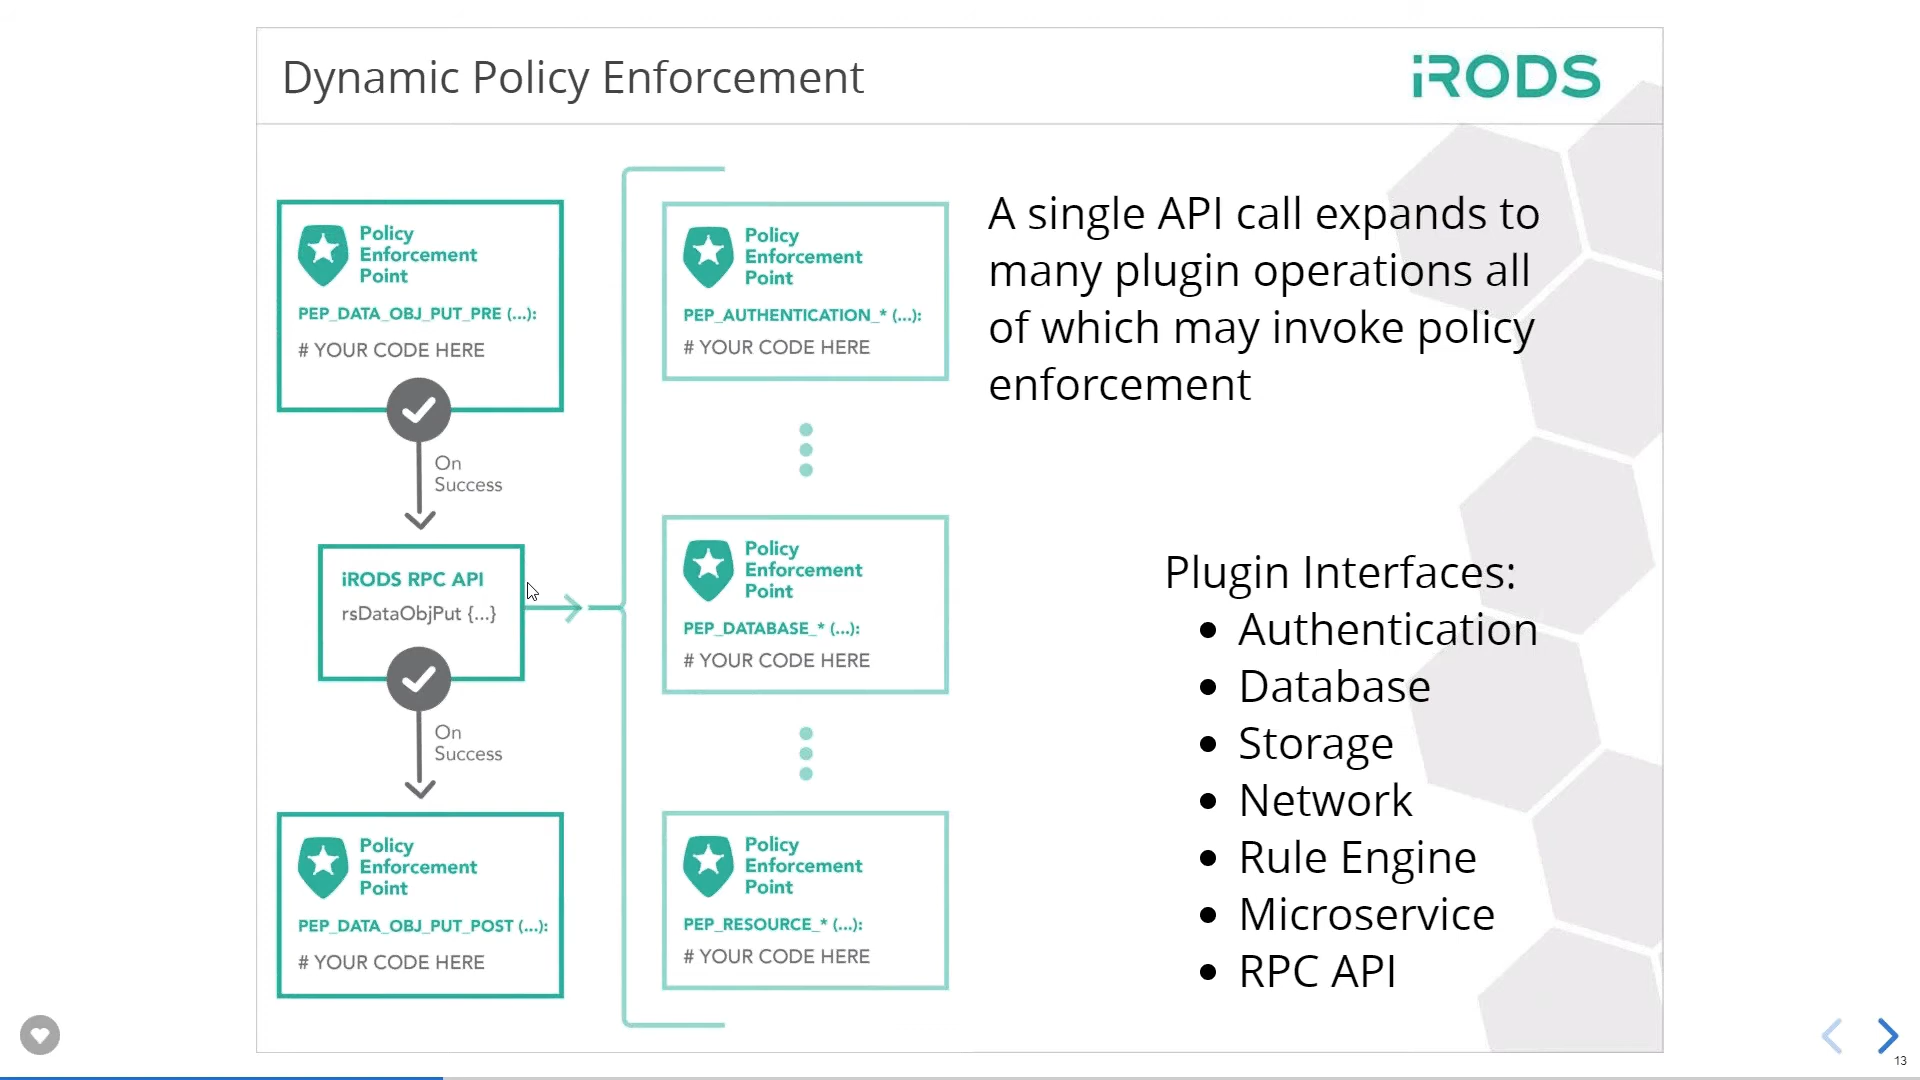 Dynamic Policy Enforcement
iRODS
Policy
Enforcement
Point
PEP_DATA_OBJ_PUT_PRE (...):
# YOUR CODE HERE
On
Success
iRODS RPC API
rsDataObjPut {...}
On
Success
Policy
Enforcement
Point
PEP_DATA_OBJ_PUT_POST (...):
# YOUR CODE HERE
Policy
Enforcement
Point
PEP_AUTHENTICATION_* (...):
# YOUR CODE HERE
Policy
Enforcement
Point
PEP_DATABASE_* (...):
# YOUR CODE HERE
Policy
Enforcement
Point
PEP_RESOURCE_* (...):
# YOUR CODE HERE
A single API call expands to
many plugin operations all
of which may invoke policy
enforcement
Plugin Interfaces:
• Authentication
• Database
• Storage
• Network
• Rule Engine
• Microservice
• RPC API
13